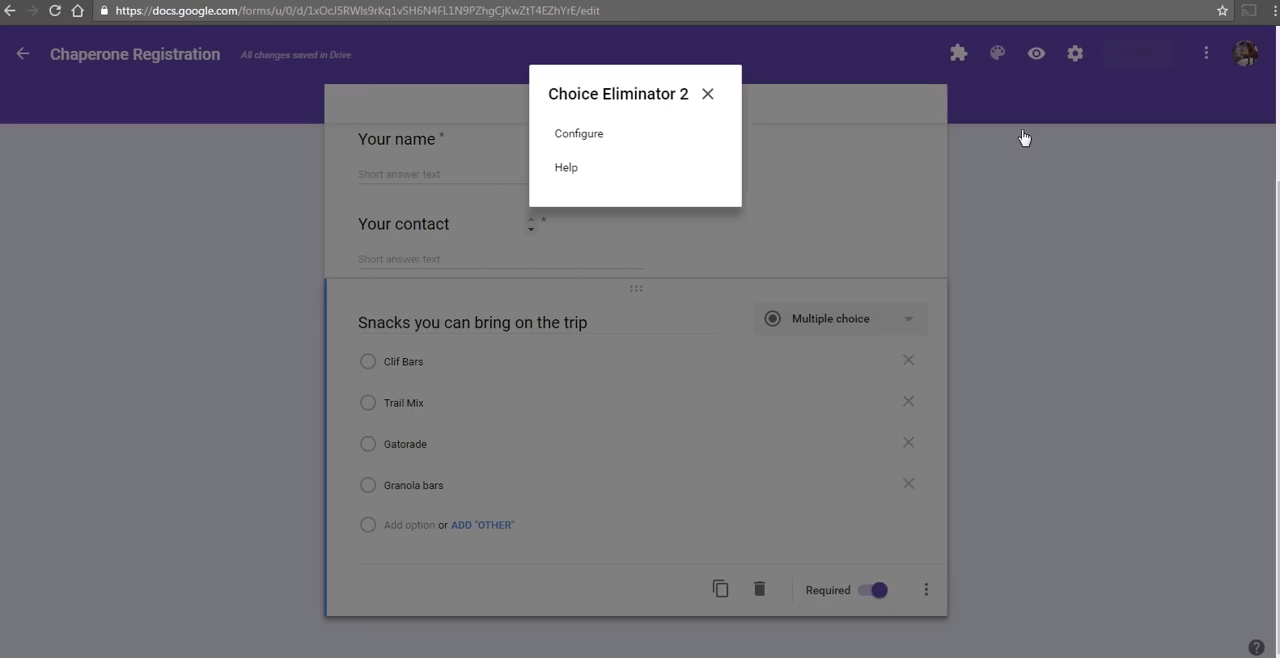 https://docs.google.com/forms/u/0/d/1xOcJ5RWls9rKq1vSH6N4FL1N9PZhgCjKwZtT4EZhYrE/edit
Chaperone Registration
All changes saved in Drive
Choice Eliminator 2
Configure
Help
Your name *
Short answer text
Your contact *
Short answer text
Snacks you can bring on the trip
Multiple choice
Clif Bars
Trail Mix
Gatorade
Granola bars
Add option or ADD "OTHER"
Required